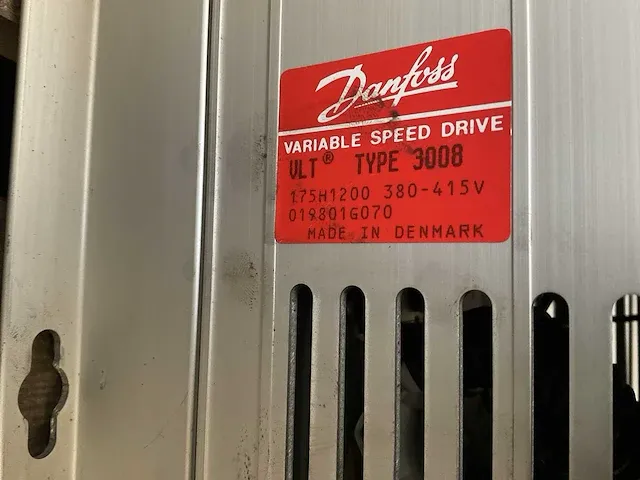 Danfoss
VARIABLE SPEED DRIVE
VLT® TYPE 3008
175H1200 380-415V
019801G070
MADE IN DENMARK